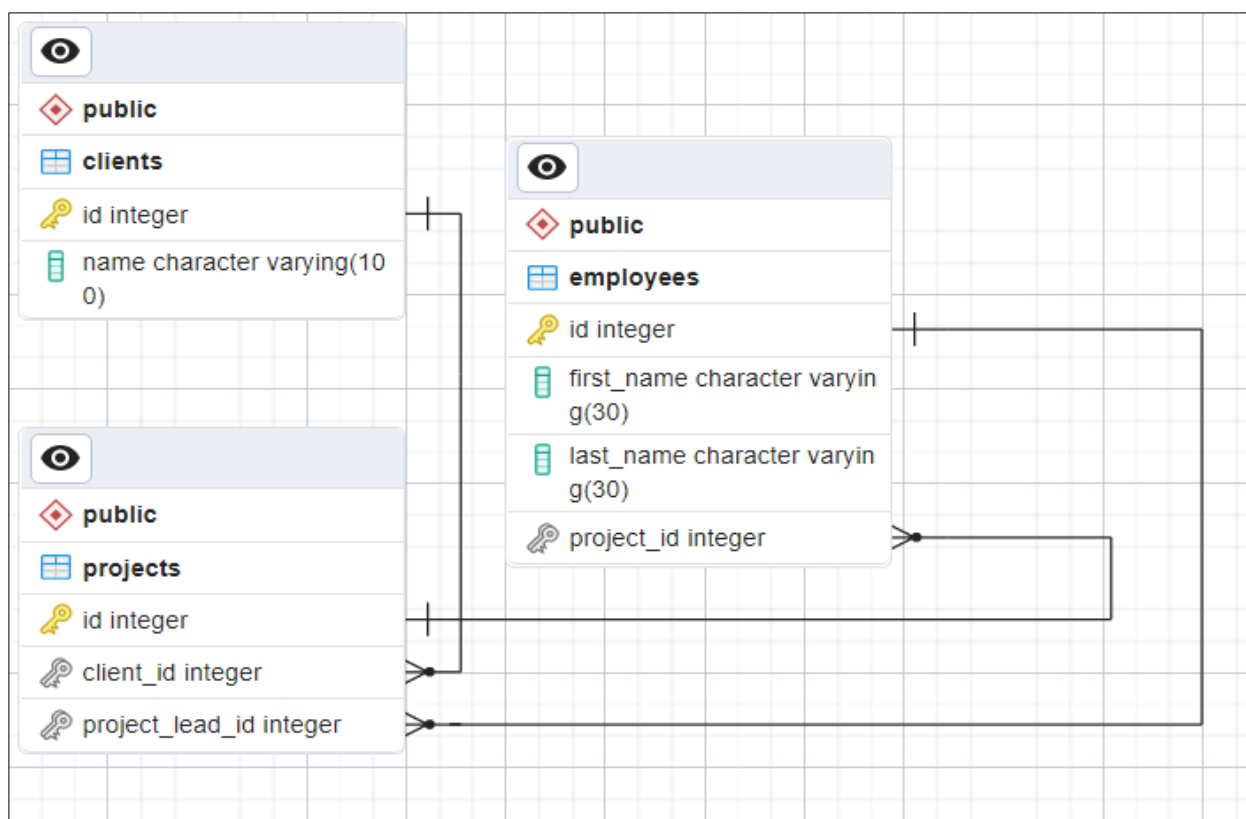 public
clients
id integer
name character varying(10
0)
public
employees
id integer
first_name character varyin
g(30)
last_name character varyin
g(30)
project_id integer
public
projects
id integer
client_id integer
project_lead_id integer